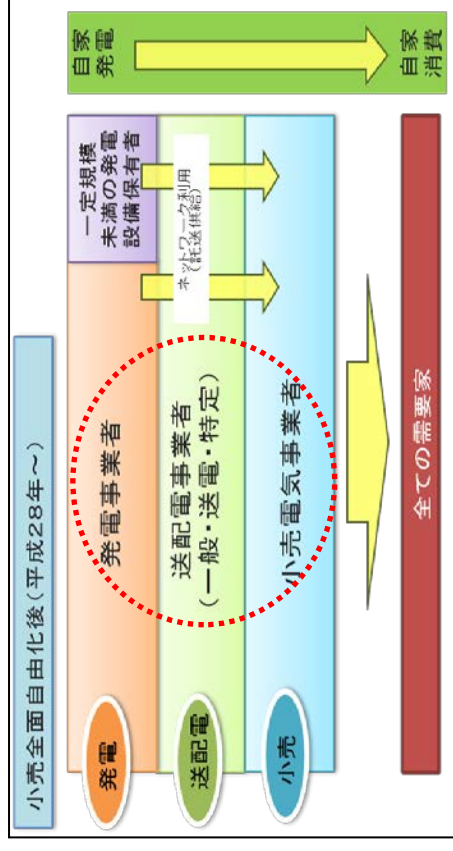 小売全面自由化後（平成２８年～）
発電
発電事業者
一定規模
未満の発電
設備保有者
自家
発電
送配電
送配電事業者
（一般・送電・特定）
ネットワーク利用
（託送供給）
小売
小売電気事業者
全ての需要家
自家
消費